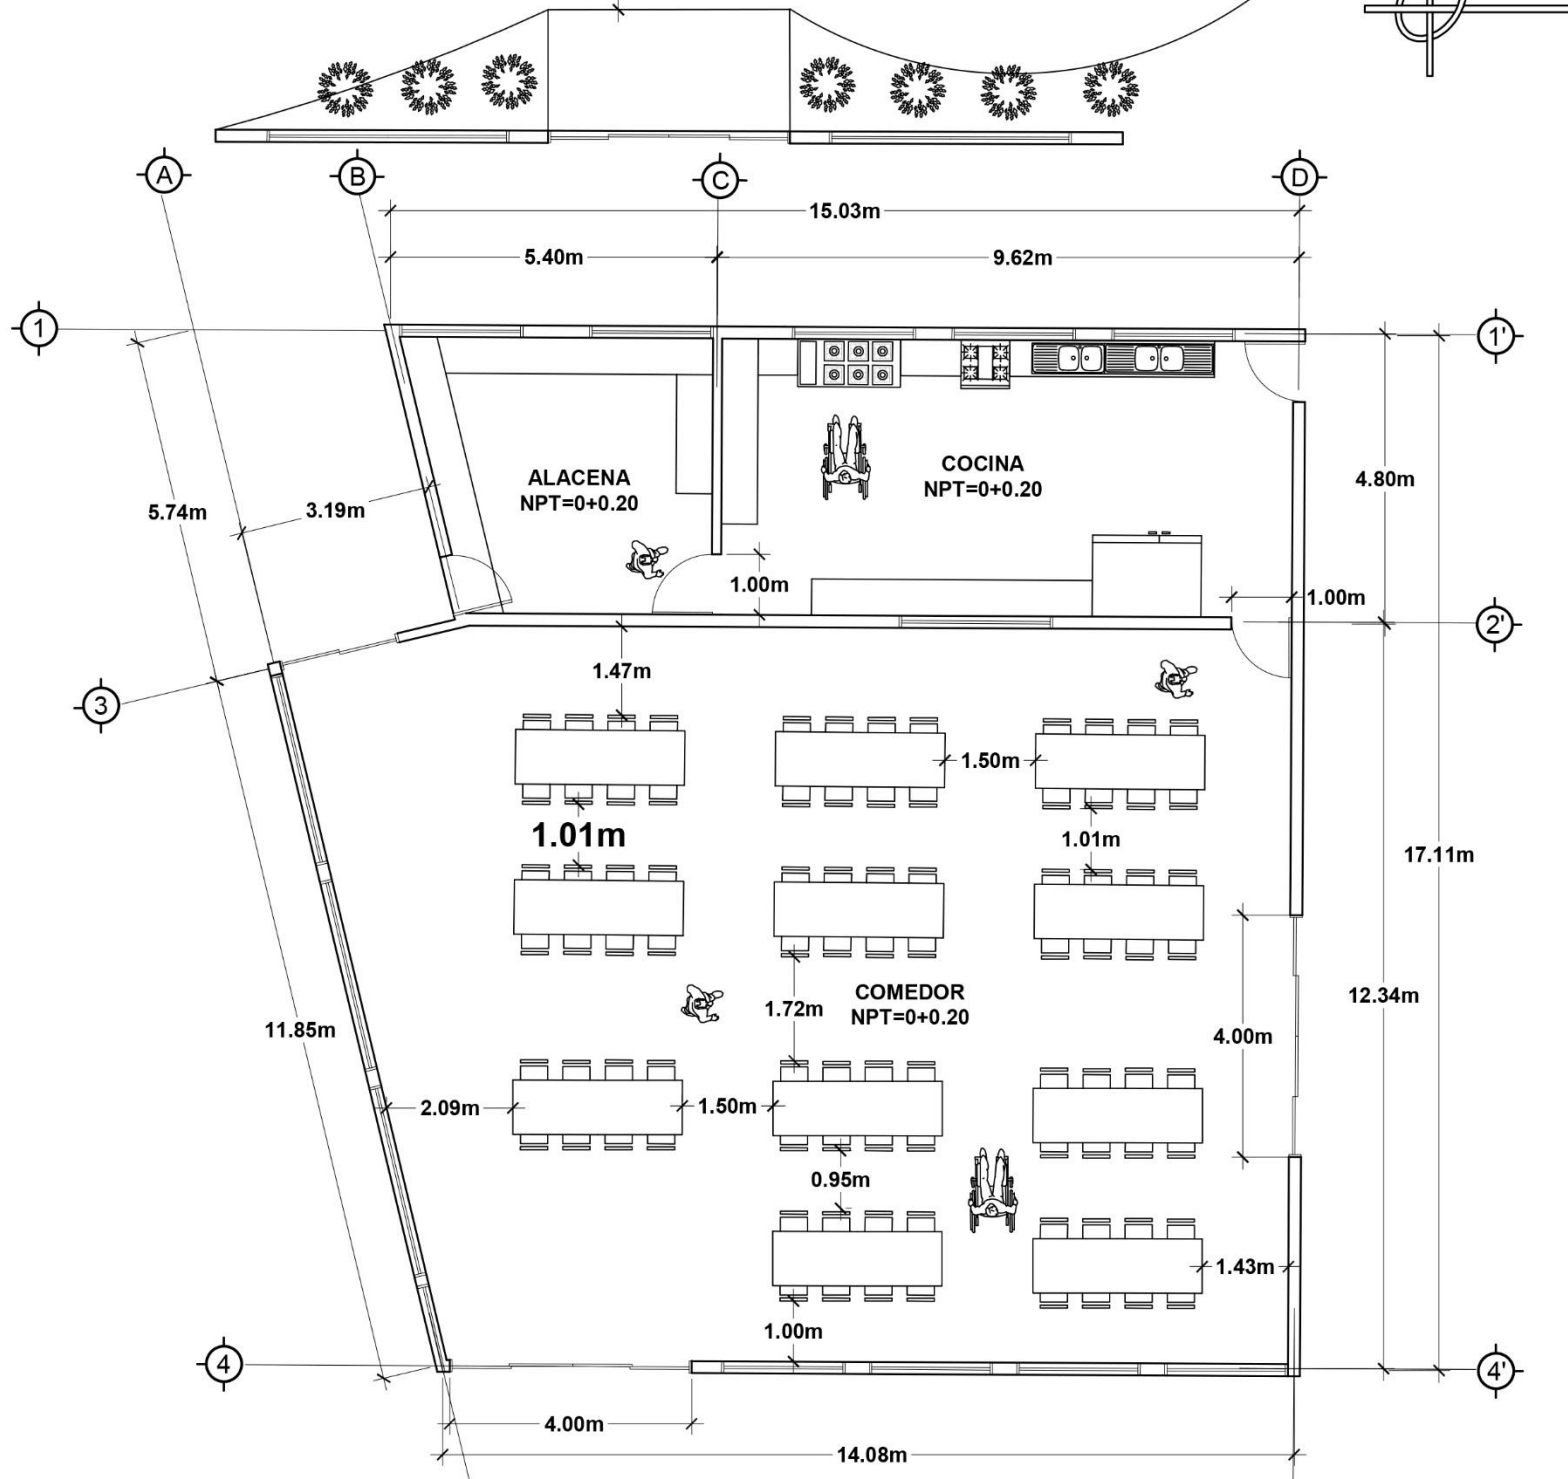 A
B
C
D
15.03m
5.40m
9.62m
1
1'
5.74m
3.19m
ALACENA
NPT=0+0.20
COCINA
NPT=0+0.20
4.80m
1.00m
1.00m
2'
3
1.47m
1.50m
1.01m
1.01m
17.11m
11.85m
1.72m
COMEDOR
NPT=0+0.20
12.34m
4.00m
2.09m
1.50m
0.95m
1.43m
1.00m
4
4'
4.00m
14.08m